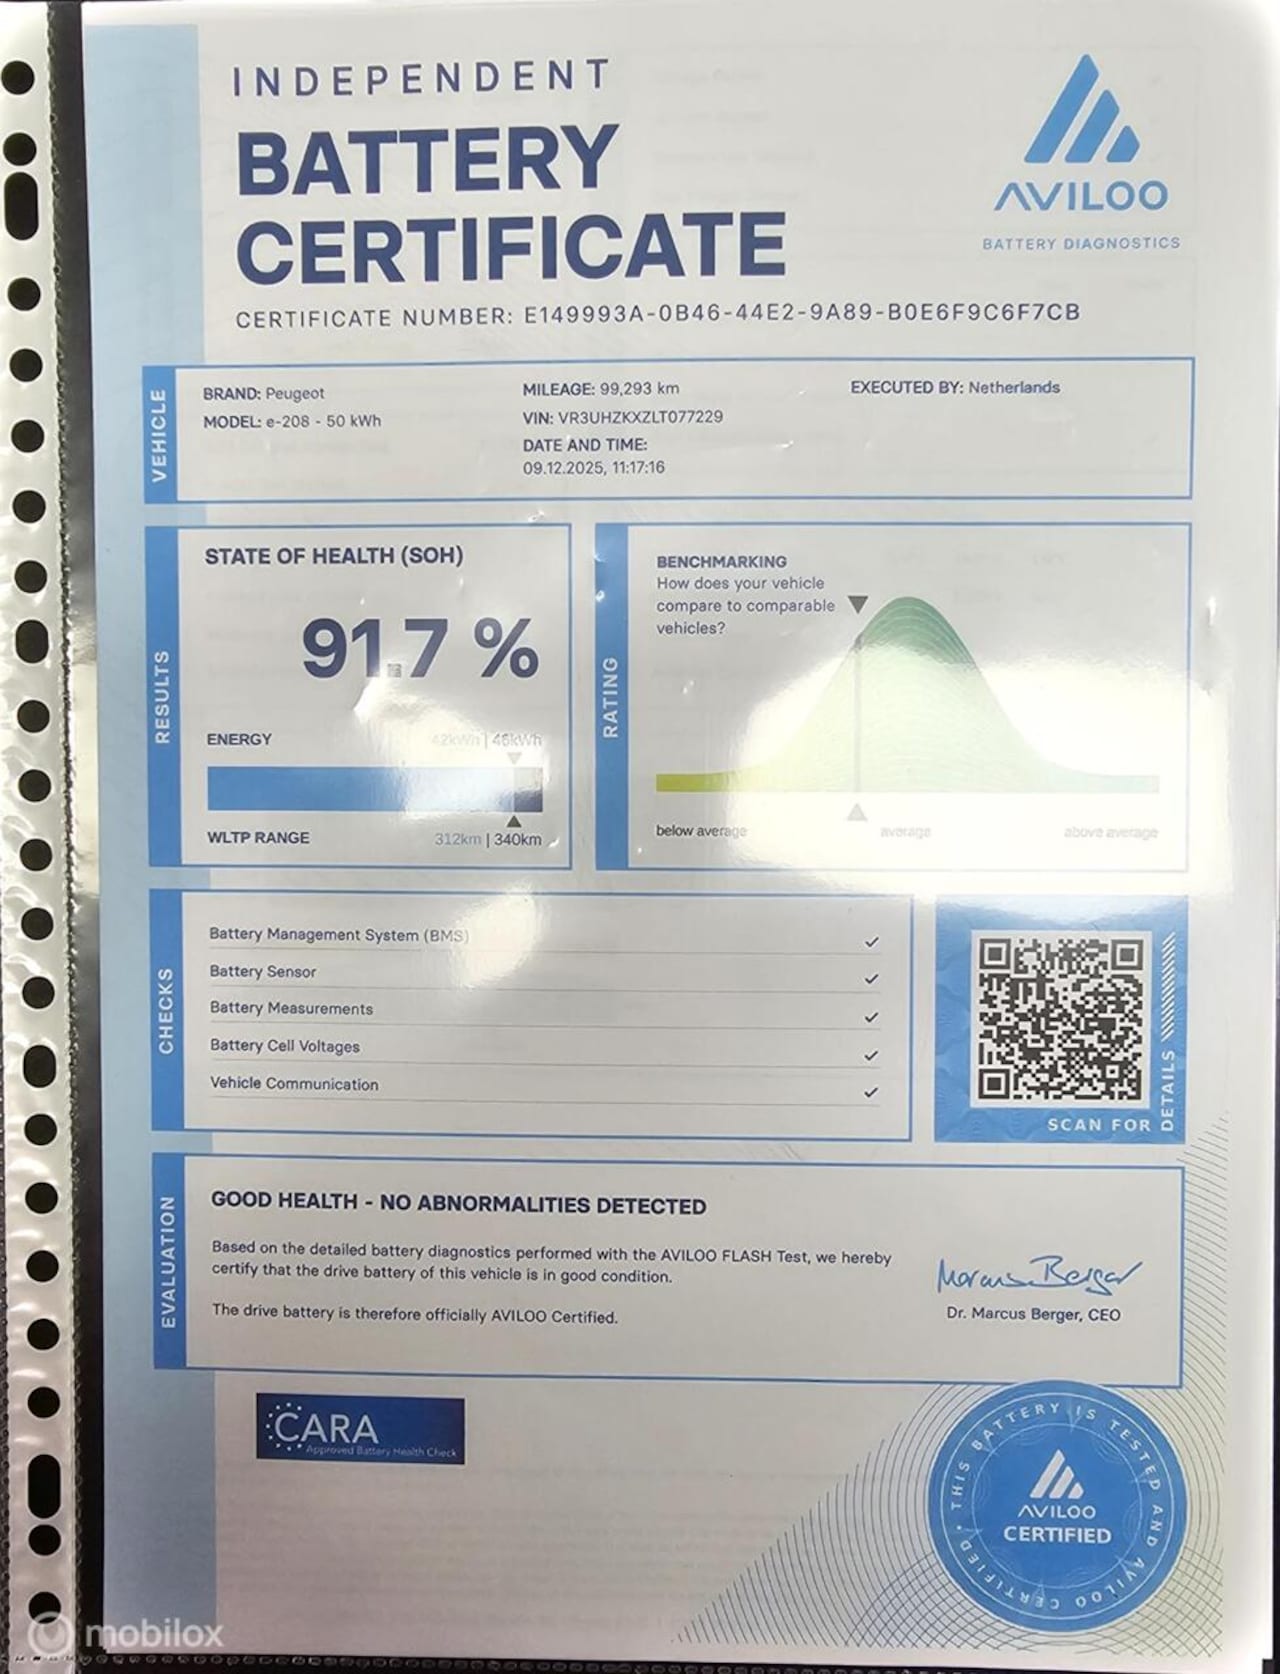 INDEPENDENT
BATTERY
CERTIFICATE
CERTIFICATE NUMBER: E149993A-0B46-44E2-9A89-B0E6F9C6F7CB
AVILOO
BATTERY DIAGNOSTICS
VEHICLE
BRAND: Peugeot
MODEL: e-208 - 50 kWh
MILEAGE: 99,293 km
VIN: VR3UHZKXZLT077229
DATE AND TIME:
09.12.2025, 11:17:16
EXECUTED BY: Netherlands
RESULTS
STATE OF HEALTH (SOH)
91.7 %
ENERGY
42kWh | 46kWh
WLTP RANGE
312km | 340km
RATING
BENCHMARKING
How does your vehicle
compare to comparable
vehicles?
below average
average
above average
CHECKS
Battery Management System (BMS)
Battery Sensor
Battery Measurements
Battery Cell Voltages
Vehicle Communication
SCAN FOR
DETAILS
EVALUATION
GOOD HEALTH - NO ABNORMALITIES DETECTED
Based on the detailed battery diagnostics performed with the AVILOO FLASH Test, we hereby
certify that the drive battery of this vehicle is in good condition.
The drive battery is therefore officially AVILOO Certified.
Marcus Berger
Dr. Marcus Berger, CEO
CARA
Approved Battery Health Check
THIS BATTERY IS TESTED AND AVILOO CERTIFIED
AVILOO
CERTIFIED
mobilox